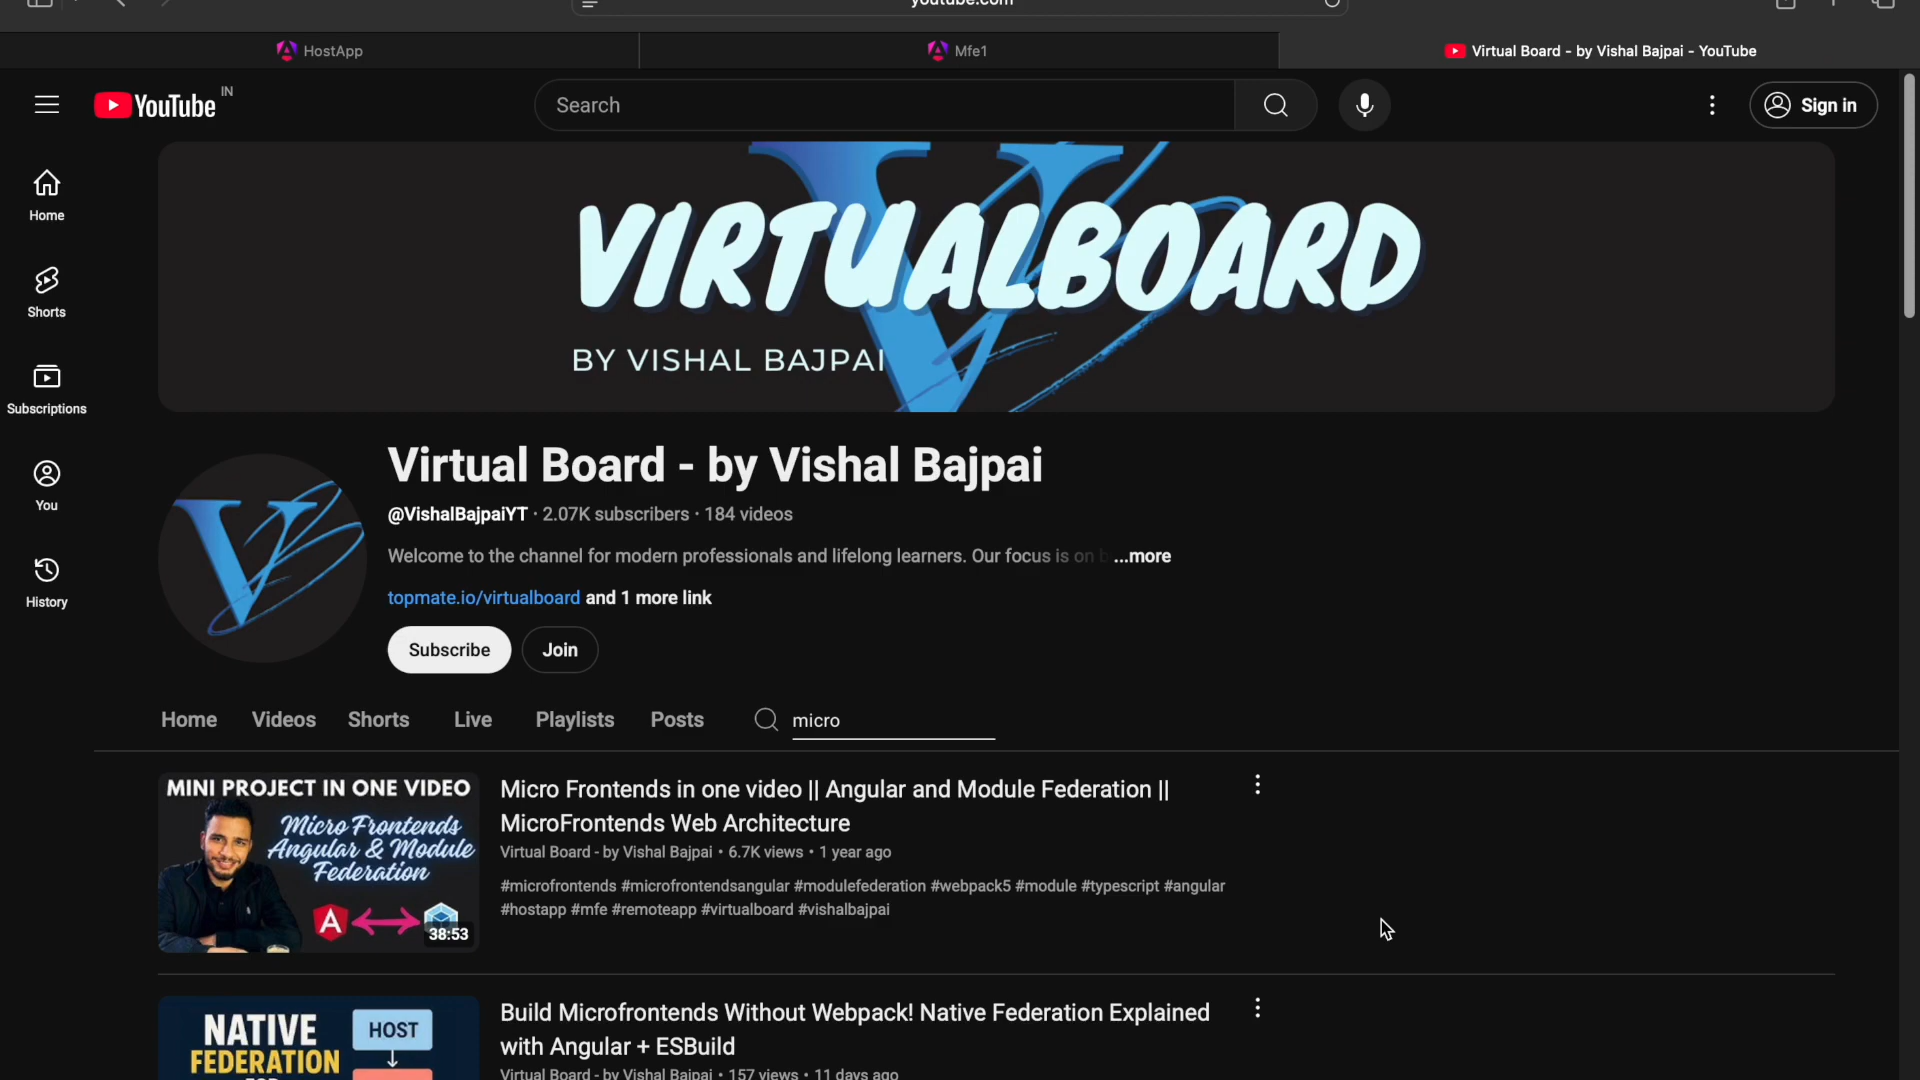 youtube.com
HostApp
Mfe1
Virtual Board - by Vishal Bajpai - YouTube
YouTube IN
Search
Sign in
Home
Shorts
Subscriptions
You
History
VIRTUALBOARD
BY VISHAL BAJPAI
Virtual Board - by Vishal Bajpai
@VishalBajpaiYT · 2.07K subscribers · 184 videos
Welcome to the channel for modern professionals and lifelong learners. Our focus is on b ...more
topmate.io/virtualboard and 1 more link
Subscribe Join
Home Videos Shorts Live Playlists Posts micro
MINI PROJECT IN ONE VIDEO
Micro Frontends
Angular & Module
Federation
A
38:53
Micro Frontends in one video || Angular and Module Federation ||
MicroFrontends Web Architecture
Virtual Board - by Vishal Bajpai • 6.7K views • 1 year ago
#microfrontends #microfrontendsangular #modulefederation #webpack5 #module #typescript #angular
#hostapp #mfe #remoteapp #virtualboard #vishalbajpai
NATIVE
FEDERATION
HOST
Build Microfrontends Without Webpack! Native Federation Explained
with Angular + ESBuild
Virtual Board - by Vishal Bajpai • 157 views • 11 days ago